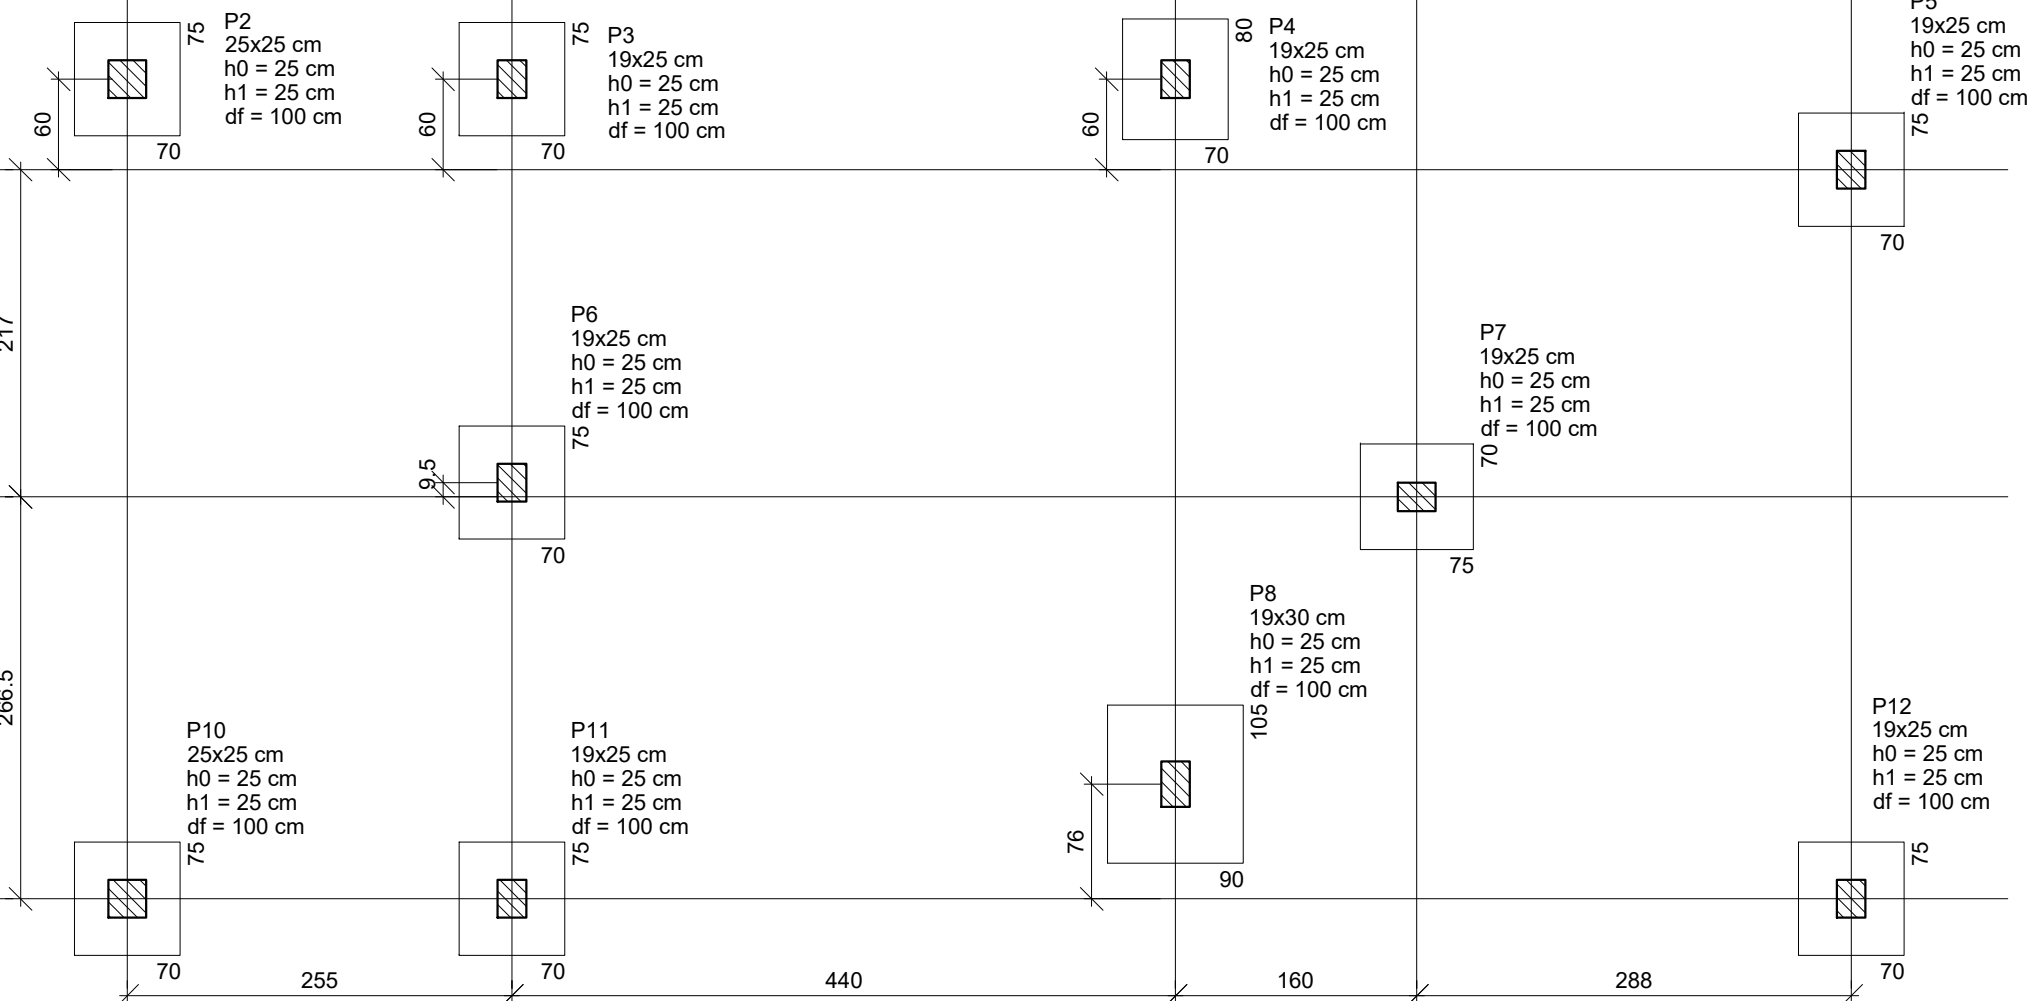 P2
25x25 cm
h0 = 25 cm
h1 = 25 cm
df = 100 cm
75
60
70
P3
19x25 cm
h0 = 25 cm
h1 = 25 cm
df = 100 cm
75
60
70
P4
19x25 cm
h0 = 25 cm
h1 = 25 cm
df = 100 cm
80
60
70
P5
19x25 cm
h0 = 25 cm
h1 = 25 cm
df = 100 cm
75
70
217
P6
19x25 cm
h0 = 25 cm
h1 = 25 cm
df = 100 cm
75
9.5
70
P7
19x25 cm
h0 = 25 cm
h1 = 25 cm
df = 100 cm
70
75
266.5
P8
19x30 cm
h0 = 25 cm
h1 = 25 cm
df = 100 cm
105
76
90
P10
25x25 cm
h0 = 25 cm
h1 = 25 cm
df = 100 cm
75
70
P11
19x25 cm
h0 = 25 cm
h1 = 25 cm
df = 100 cm
75
70
P12
19x25 cm
h0 = 25 cm
h1 = 25 cm
df = 100 cm
75
70
255
440
160
288